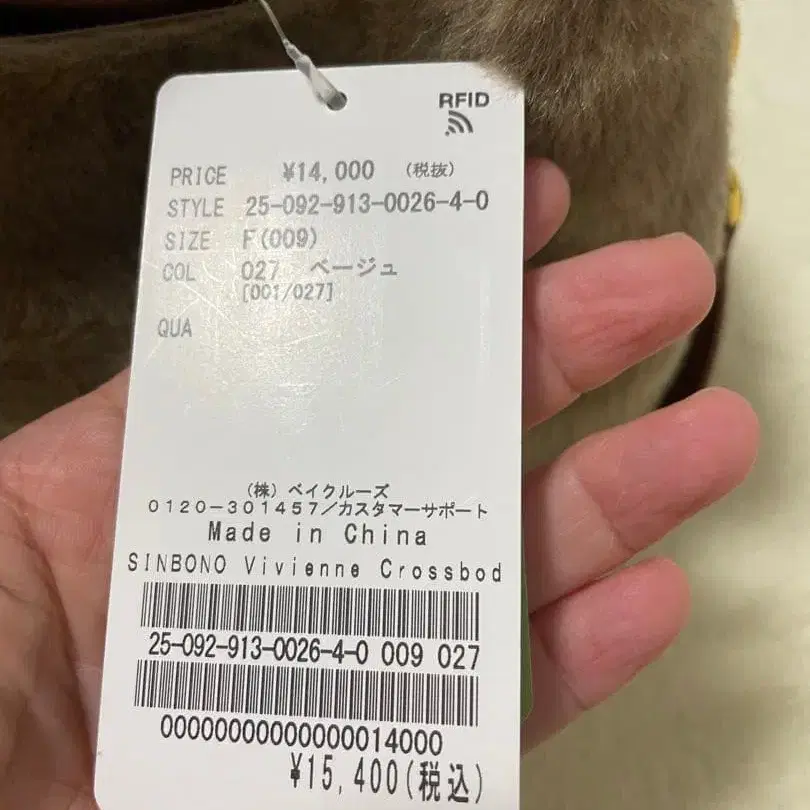 RFID
PRICE ¥14,000 (税抜)
STYLE 25-092-913-0026-4-0
SIZE F(009)
COL 027 ベージュ
[001/027]
QUA
(株) ベイクルーズ
0120-301457/カスタマーサポート
Made in China
SINBONO Vivienne Crossbod
25-092-913-0026-4-0 009 027
00000000000000014000
¥15,400(税込)